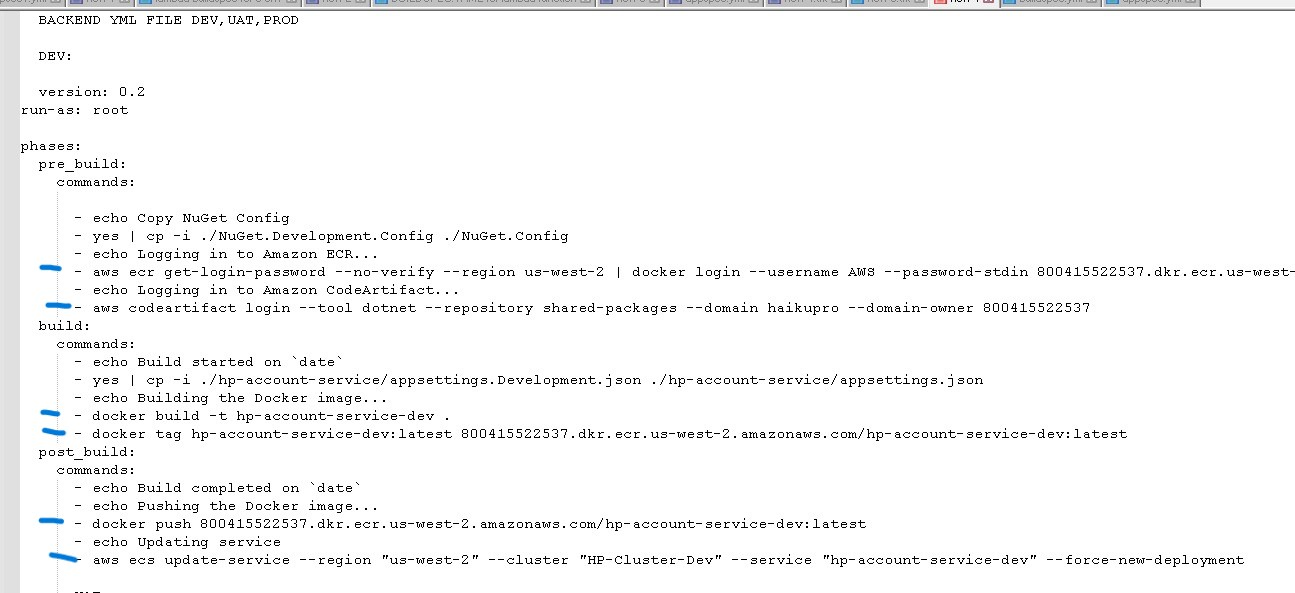 BACKEND YML FILE DEV,UAT,PROD
DEV:
version: 0.2
run-as: root
phases:
pre_build:
commands:
- echo Copy NuGet Config
- yes | cp -i ./NuGet.Development.Config ./NuGet.Config
- echo Logging in to Amazon ECR...
- aws ecr get-login-password --no-verify --region us-west-2 | docker login --username AWS --password-stdin 800415522537.dkr.ecr.us-west-
- echo Logging in to Amazon CodeArtifact...
- aws codeartifact login --tool dotnet --repository shared-packages --domain haikupro --domain-owner 800415522537
build:
commands:
- echo Build started on `date`
- yes | cp -i ./hp-account-service/appsettings.Development.json ./hp-account-service/appsettings.json
- echo Building the Docker image...
- docker build -t hp-account-service-dev .
- docker tag hp-account-service-dev:latest 800415522537.dkr.ecr.us-west-2.amazonaws.com/hp-account-service-dev:latest
post_build:
commands:
- echo Build completed on `date`
- echo Pushing the Docker image...
- docker push 800415522537.dkr.ecr.us-west-2.amazonaws.com/hp-account-service-dev:latest
- echo Updating service
- aws ecs update-service --region "us-west-2" --cluster "HP-Cluster-Dev" --service "hp-account-service-dev" --force-new-deployment